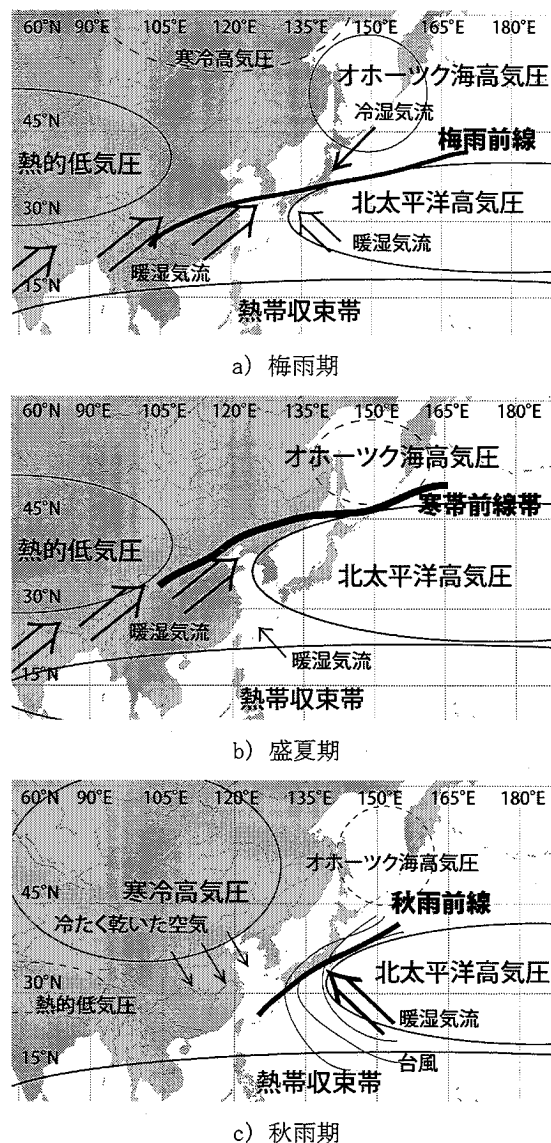 60°N 90°E 105°E 120°E 135°E 150°E 165°E 180°E
寒冷高気圧
オホーツク海高気圧
冷湿気流
45°N
梅雨前線
熱的低気圧
30°N
北太平洋高気圧
暖湿気流
暖湿気流
15°N
熱帯収束帯
a) 梅雨期
60°N 90°E 105°E 120°E 135°E 150°E 165°E 180°E
オホーツク海高気圧
45°N
寒帯前線帯
熱的低気圧
北太平洋高気圧
30°N
暖湿気流
暖湿気流
15°N
熱帯収束帯
b) 盛夏期
60°N 90°E 105°E 120°E 135°E 150°E 165°E 180°E
オホーツク海高気圧
寒冷高気圧
45°N
秋雨前線
冷たく乾いた空気
30°N
北太平洋高気圧
熱的低気圧
暖湿気流
15°N
台風
熱帯収束帯
c) 秋雨期